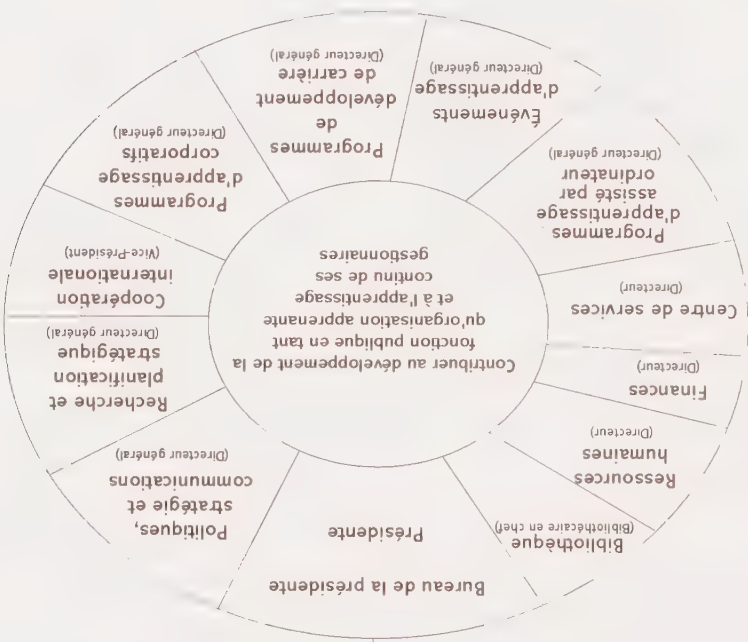 Bureau de la présidente
Présidente
Politiques,
stratégie et
communications
(Directeur général)
Recherche et
planification
stratégique
(Directeur général)
Coopération
internationale
(Vice-Président)
Programmes
d'apprentissage
corporatifs
(Directeur général)
Programmes
de
développement
de carrière
(Directeur général)
Événements
d'apprentissage
(Directeur général)
Programmes
d'apprentissage
assisté par
ordinateur
(Directeur général)
Centre de services
(Directeur)
Finances
(Directeur)
Ressources
humaines
(Directeur)
Bibliothèque
(Bibliothécaire en chef)
Contribuer au développement de la
fonction publique en tant
qu'organisation apprenante
et à l'apprentissage
continu de ses
gestionnaires